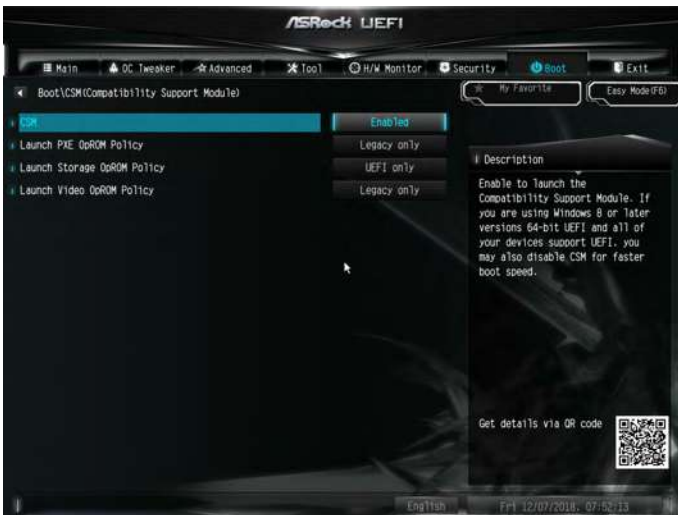 ASRock UEFI
Main
OC Tweaker
Advanced
Tool
H/W Monitor
Security
Boot
Exit
Boot\CSM(Compatibility Support Module)
My Favorite
Easy Mode(F6)
CSM
Enabled
Launch PXE OpROM Policy
Legacy only
Launch Storage OpROM Policy
UEFI only
Launch Video OpROM Policy
Legacy only
Description
Enable to launch the
Compatibility Support Module. If
you are using Windows 8 or later
versions 64-bit UEFI and all of
your devices support UEFI. you
may also disable CSM for faster
boot speed.
Get details via QR code
English
Fri 12/07/2018. 07:52:13